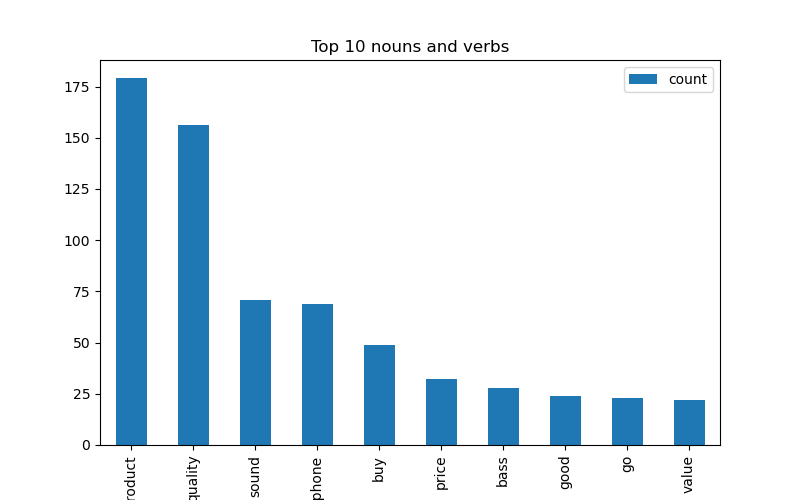 Top 10 nouns and verbs
count
175
150
125
100
75
50
25
0
roduct
quality
sound
phone
buy
price
bass
good
go
value